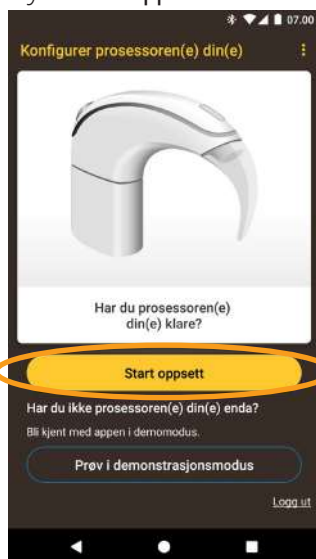 07.00
Konfigurer prosessoren(e) din(e)
Har du prosessoren(e)
din(e) klare?
Start oppsett
Har du ikke prosessoren(e) din(e) enda?
Bli kjent med appen i demomodus.
Prøv i demonstrasjonsmodus
Logg ut